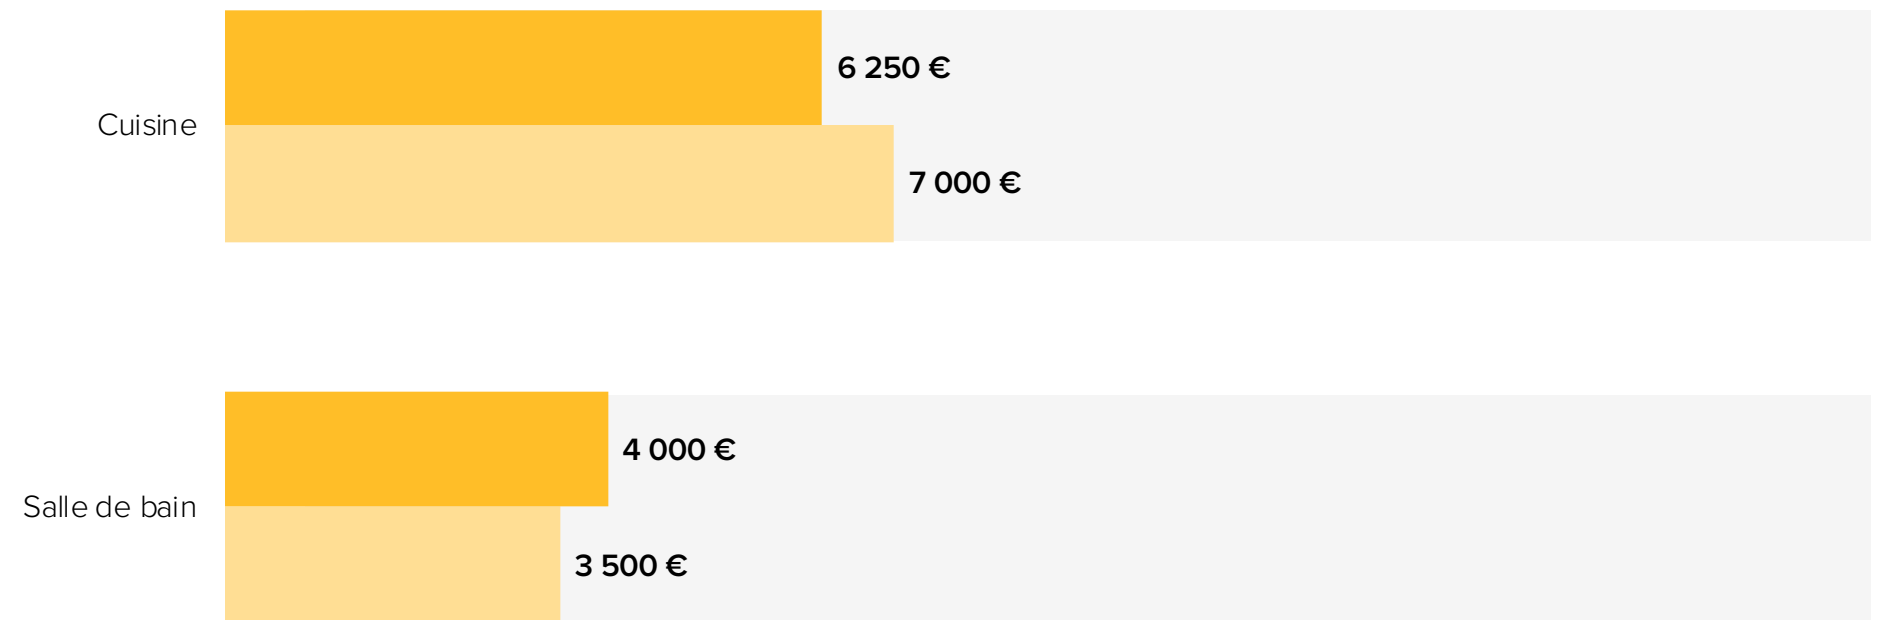 6 250 €
Cuisine
7 000 €
4 000 €
Salle de bain
3 500 €